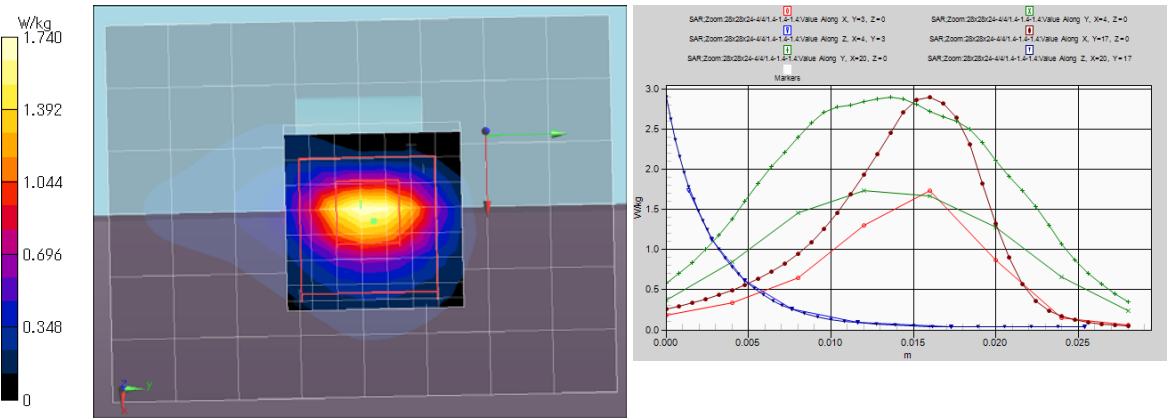 W/kg
1.740
1.392
1.044
0.696
0.348
0
z
y
x
SAR;Zoom:28x28x24-4/4/1.4-1.4-1.4:Value Along X, Y=3, Z=0
SAR;Zoom:28x28x24-4/4/1.4-1.4-1.4:Value Along Y, X=4, Z=0
SAR;Zoom:28x28x24-4/4/1.4-1.4-1.4:Value Along Z, X=4, Y=3
SAR;Zoom:28x28x24-4/4/1.4-1.4-1.4:Value Along X, Y=17, Z=0
SAR;Zoom:28x28x24-4/4/1.4-1.4-1.4:Value Along Y, X=20, Z=0
SAR;Zoom:28x28x24-4/4/1.4-1.4-1.4:Value Along Z, X=20, Y=17
Markers
3.0
2.5
2.0
1.5
1.0
0.5
0.0
W/kg
0.000 0.005 0.010 0.015 0.020 0.025
m